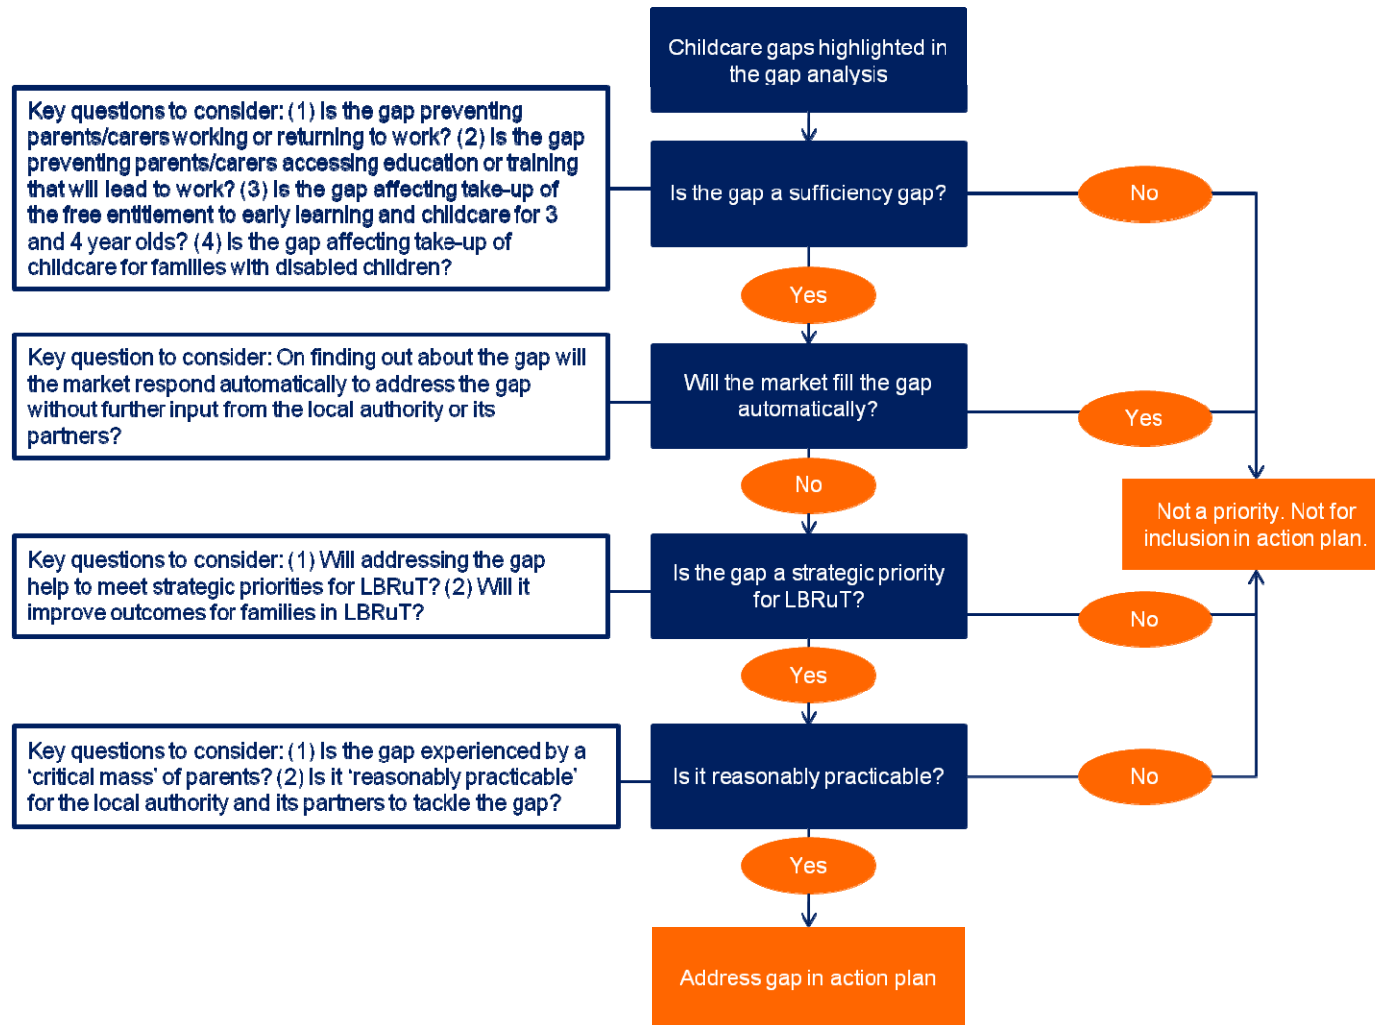 Childcare gaps highlighted in
the gap analysis
Key questions to consider: (1) Is the gap preventing
parents/carers working or returning to work? (2) Is the gap
preventing parents/carers accessing education or training
that will lead to work? (3) Is the gap affecting take-up of
the free entitlement to early learning and childcare for 3
and 4 year olds? (4) Is the gap affecting take-up of
childcare for families with disabled children?
Is the gap a sufficiency gap?
No
Yes
Key question to consider: On finding out about the gap will
the market respond automatically to address the gap
without further input from the local authority or its
partners?
Will the market fill the gap
automatically?
Yes
No
Not a priority. Not for
inclusion in action plan.
Key questions to consider: (1) Will addressing the gap
help to meet strategic priorities for LBRuT? (2) Will it
improve outcomes for families in LBRuT?
Is the gap a strategic priority
for LBRuT?
No
Yes
Key questions to consider: (1) Is the gap experienced by a
‘critical mass’ of parents? (2) Is it ‘reasonably practicable’
for the local authority and its partners to tackle the gap?
Is it reasonably practicable?
No
Yes
Address gap in action plan